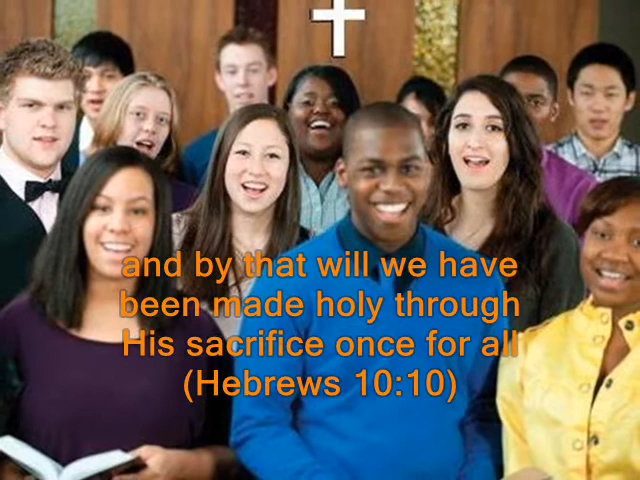 and by that will we have
been made holy through
His sacrifice once for all
(Hebrews 10:10)